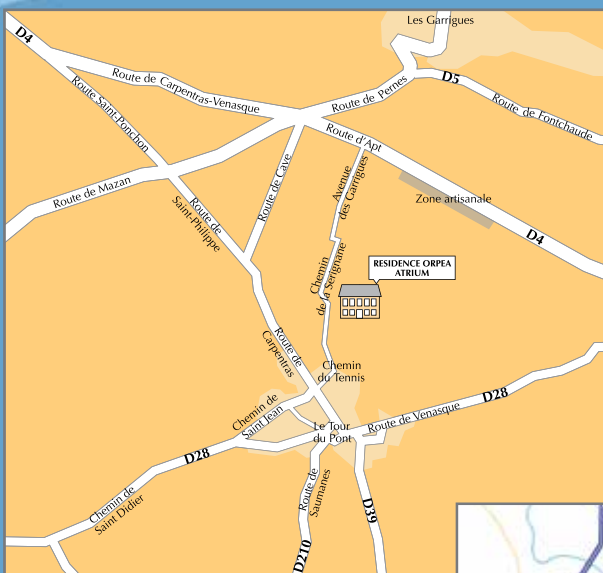 Les Garrigues
D4
Route de Carpentras-Venasque
Route de Pernes
D5
Route de Fontchaude
Route Saint-Ponchon
Route d'Apt
Route de Mazan
Route de Cave
Avenue
des Garrigues
Zone artisanale
D4
Route de
Saint-Philippe
Chemin
de la Serignane
RESIDENCE ORPEA
ATRIUM
Route de
Carpentras
Chemin
du Tennis
Chemin de
Saint Jean
Le Tour
du Pont
Route de Venasque
D28
D28
Chemin de
Saint Didier
Route de
Saumanes
D39
D210